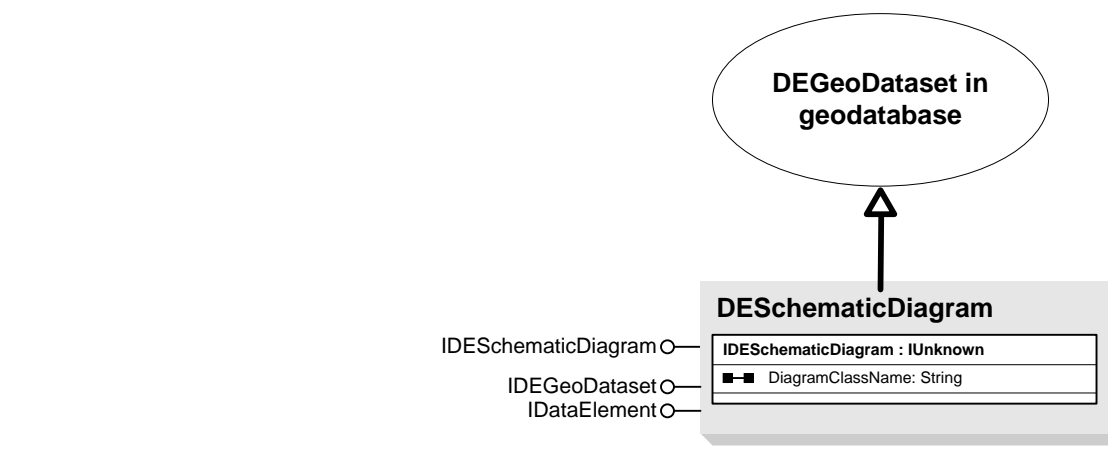 DEGeoDataset in
geodatabase
DESchematicDiagram
IDESchematicDiagram
IDESchematicDiagram : IUnknown
DiagramClassName: String
IDEGeoDataset
IDataElement